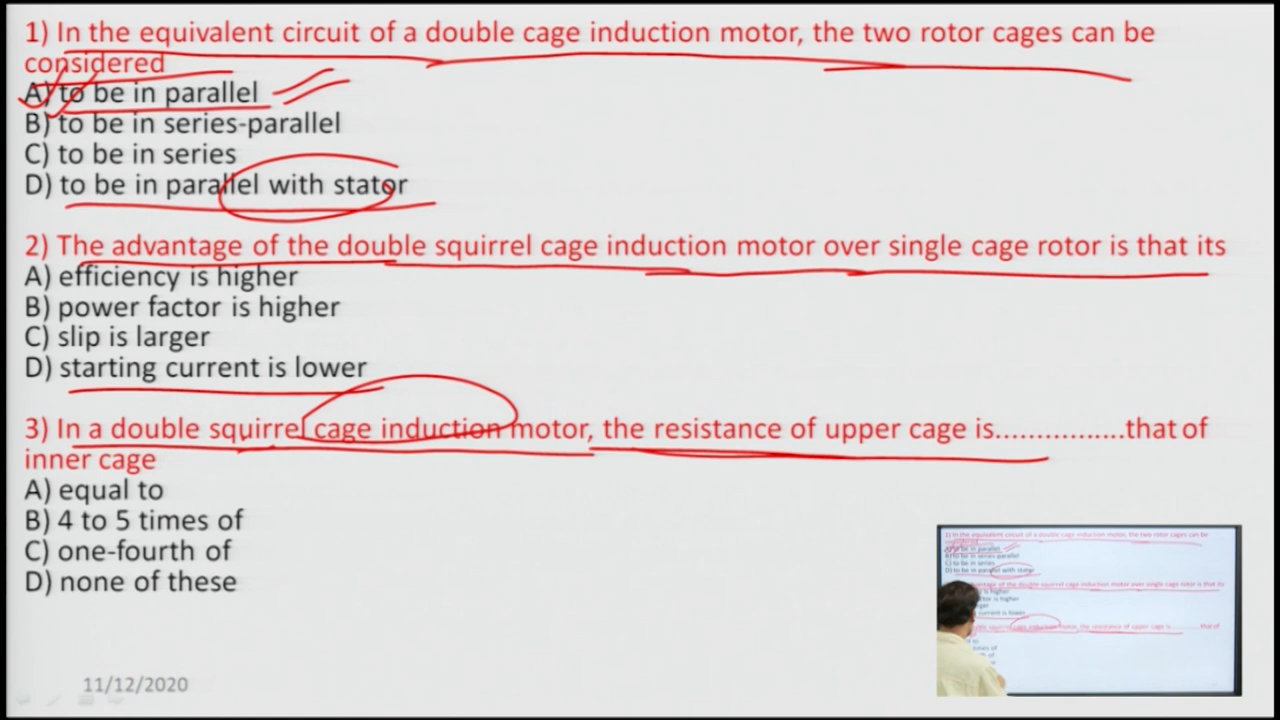 1) In the equivalent circuit of a double cage induction motor, the two rotor cages can be
considered
A) to be in parallel
B) to be in series-parallel
C) to be in series
D) to be in parallel with stator
2) The advantage of the double squirrel cage induction motor over single cage rotor is that its
A) efficiency is higher
B) power factor is higher
C) slip is larger
D) starting current is lower
3) In a double squirrel cage induction motor, the resistance of upper cage is................that of
inner cage
A) equal to
B) 4 to 5 times of
C) one-fourth of
D) none of these
11/12/2020